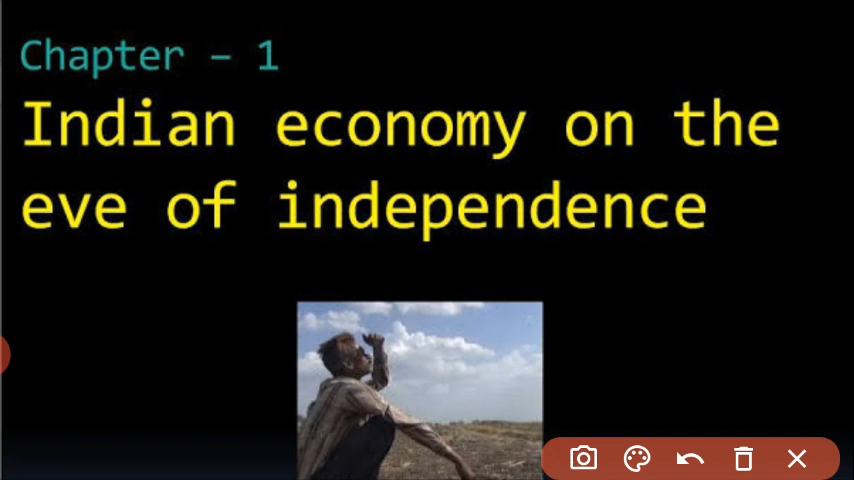 Chapter – 1
Indian economy on the
eve of independence